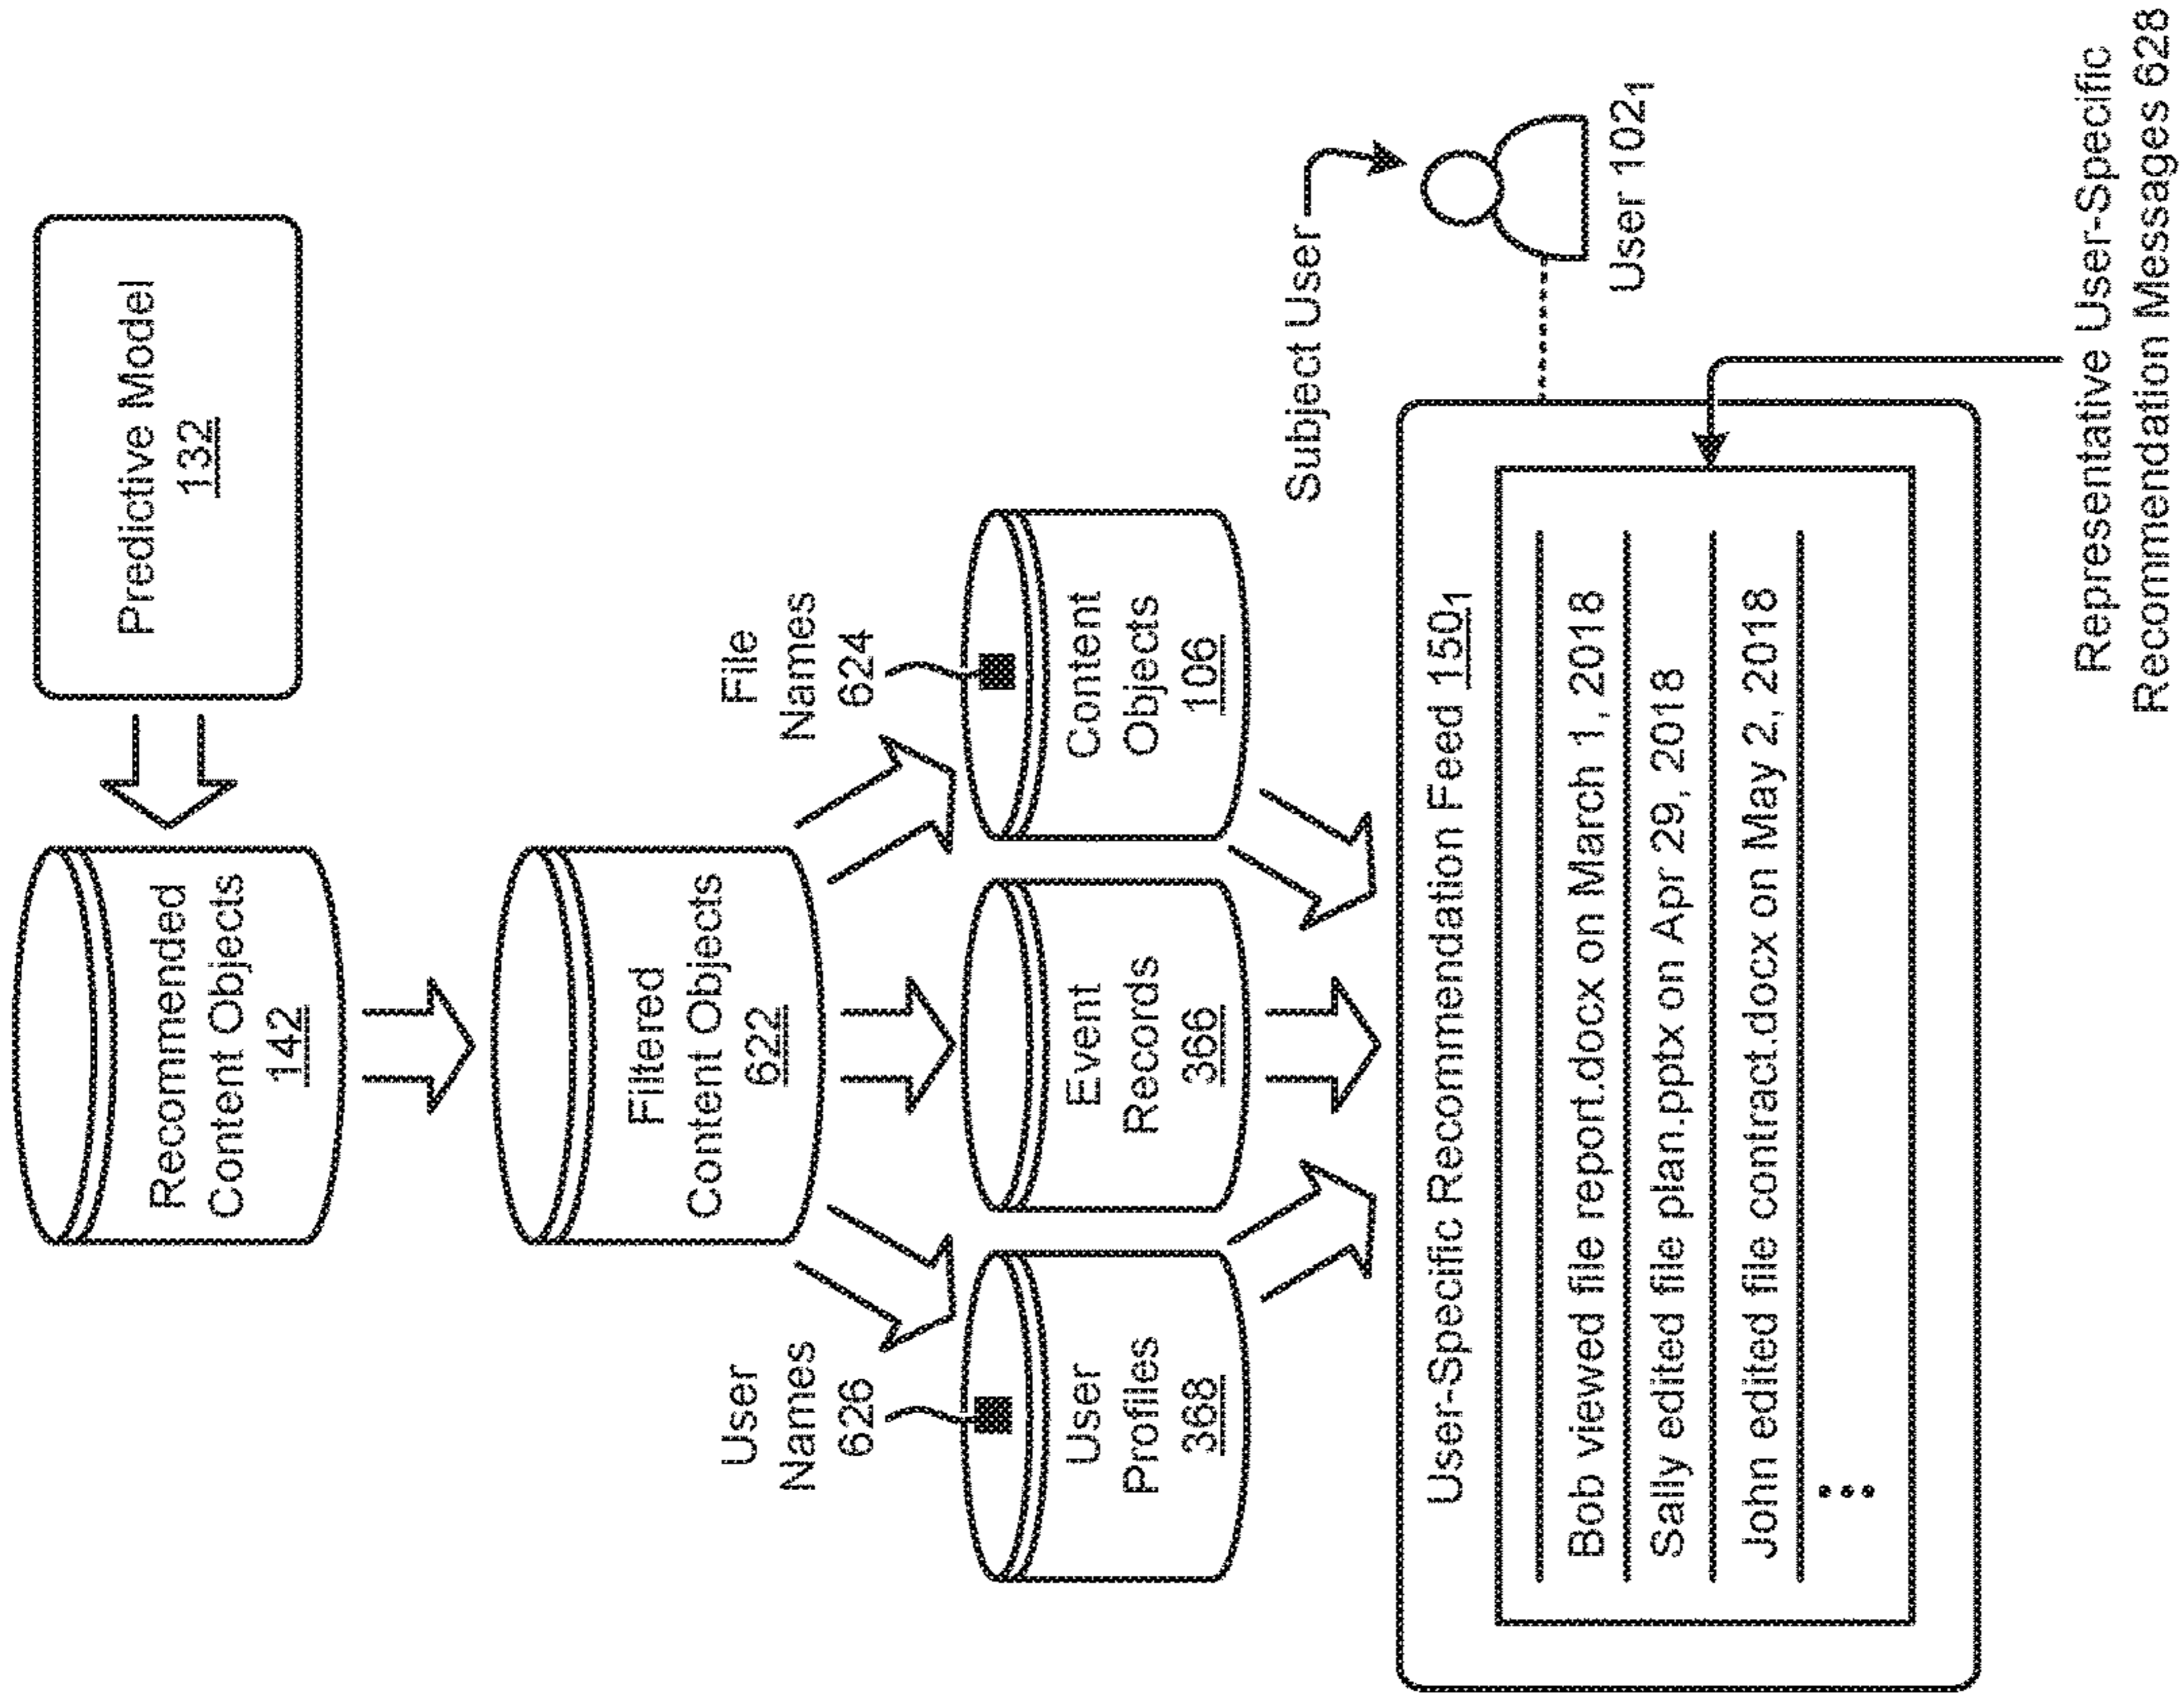 Predictive Model
132
Recommended
Content Objects
142
Filtered
Content Objects
622
User
Names
626
File
Names
624
User
Profiles
368
Event
Records
366
Content
Objects
106
Subject User
User 102₁
User-Specific Recommendation Feed 150₁
Bob viewed file report.docx on March 1, 2018
Sally edited file plan.pptx on Apr 29, 2018
John edited file contract.docx on May 2, 2018
Representative User-Specific
Recommendation Messages 628